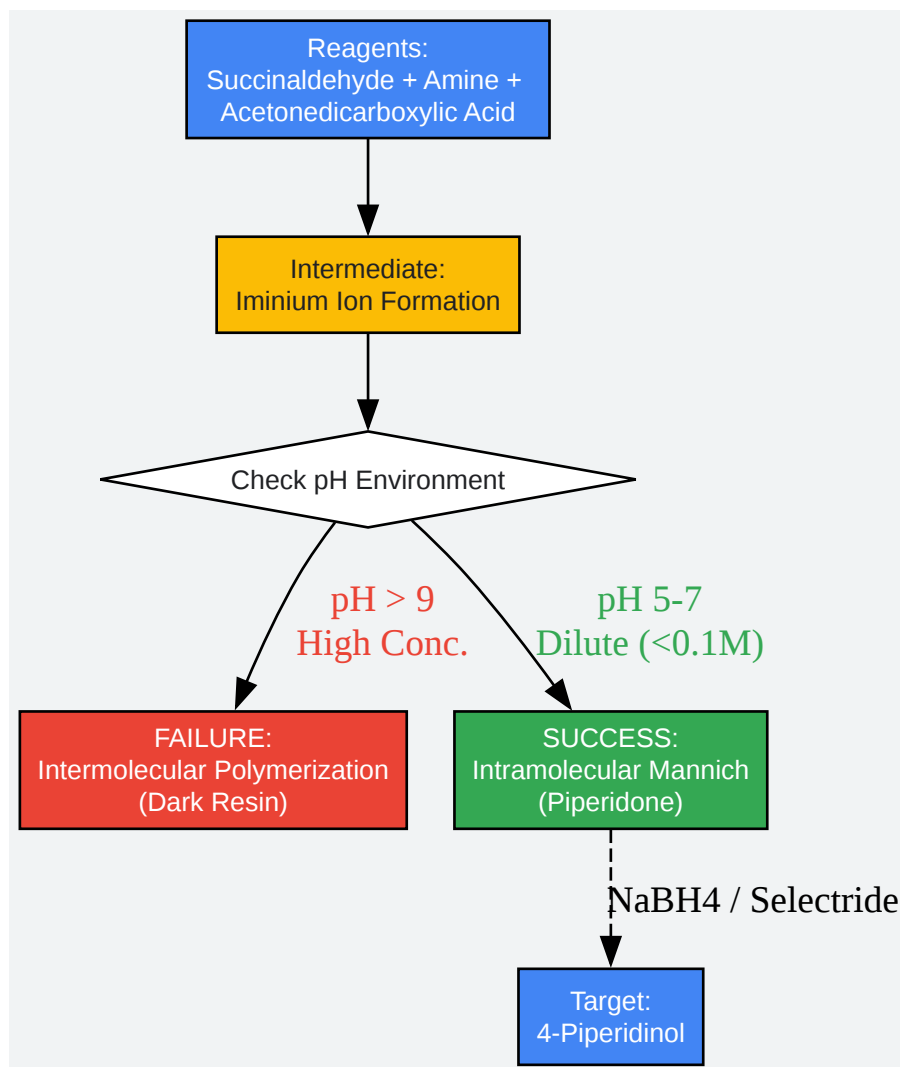 Reagents:
Succinaldehyde + Amine +
Acetonedicarboxylic Acid
Intermediate:
Iminium Ion Formation
Check pH Environment
pH > 9
High Conc.
pH 5-7
Dilute (<0.1M)
FAILURE:
Intermolecular Polymerization
(Dark Resin)
SUCCESS:
Intramolecular Mannich
(Piperidone)
NaBH4 / Selectride
Target:
4-Piperidinol